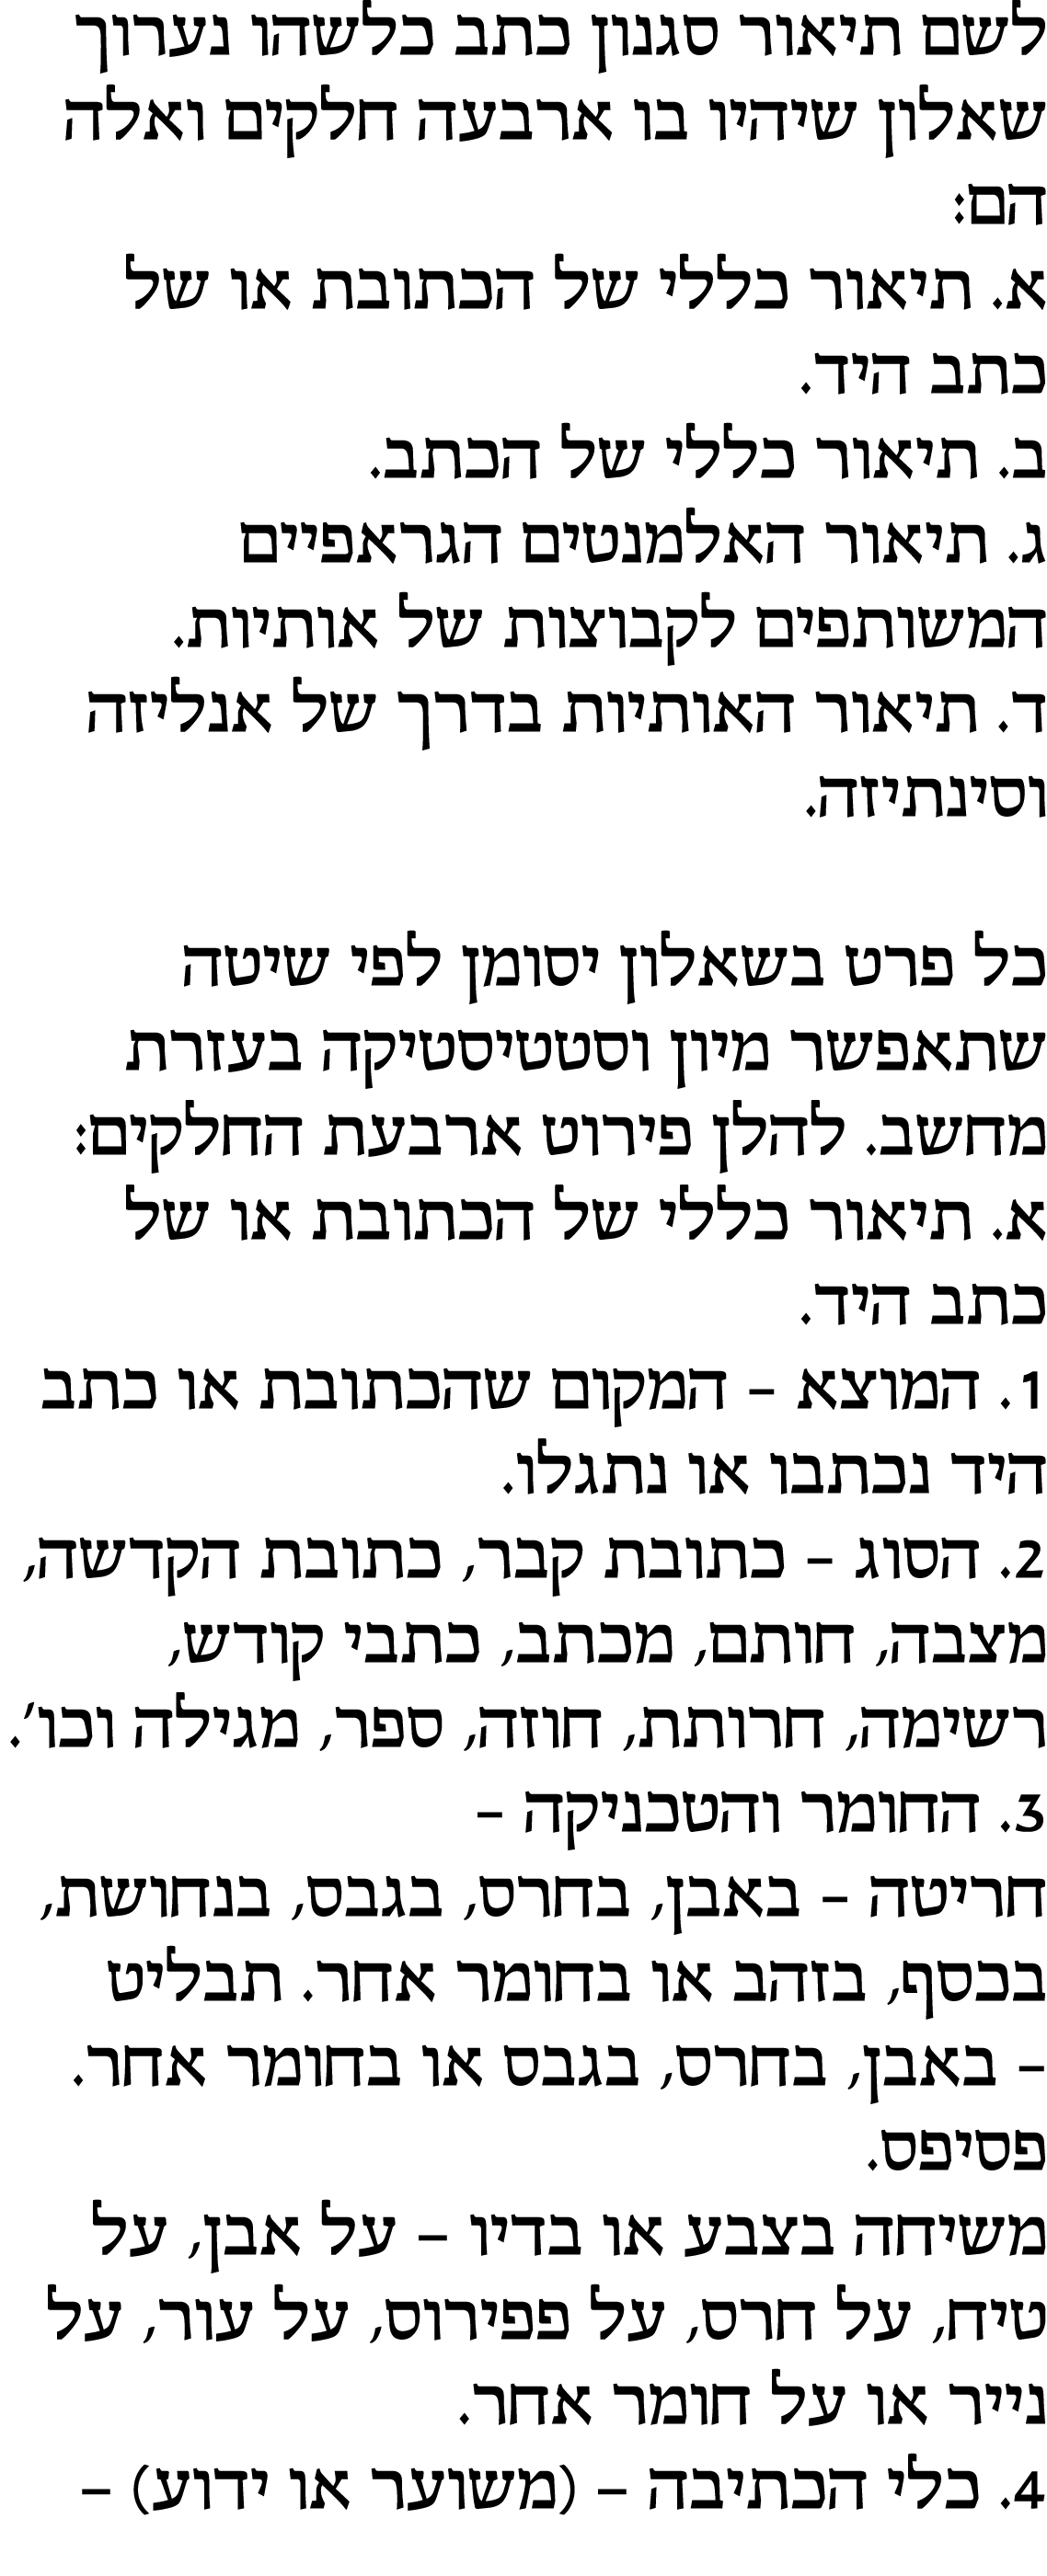 לשם תיאור סגנון כתב כלשהו נערוך
שאלון שיהיו בו ארבעה חלקים ואלה
הם:
א. תיאור כללי של הכתובת או של
כתב היד.
ב. תיאור כללי של הכתב.
ג. תיאור האלמנטים הגראפיים
המשותפים לקבוצות של אותיות.
ד. תיאור האותיות בדרך של אנליזה
וסינתיזה.
כל פרט בשאלון יסומן לפי שיטה
שתאפשר מיון וסטטיסטיקה בעזרת
מחשב. להלן פירוט ארבעת החלקים:
א. תיאור כללי של הכתובת או של
כתב היד.
1. המוצא – המקום שהכתובת או כתב
היד נכתבו או נתגלו.
2. הסוג – כתובת קבר, כתובת הקדשה,
מצבה, חותם, מכתב, כתבי קודש,
רשימה, חרותת, חוזה, ספר, מגילה וכו'.
3. החומר והטכניקה –
חריטה – באבן, בחרס, בגבס, בנחושת,
בכסף, בזהב או בחומר אחר. תבליט
– באבן, בחרס, בגבס או בחומר אחר.
פסיפס.
משיחה בצבע או בדיו – על אבן, על
טיח, על חרס, על פפירוס, על עור, על
נייר או על חומר אחר.
4. כלי הכתיבה – (משוער או ידוע) –